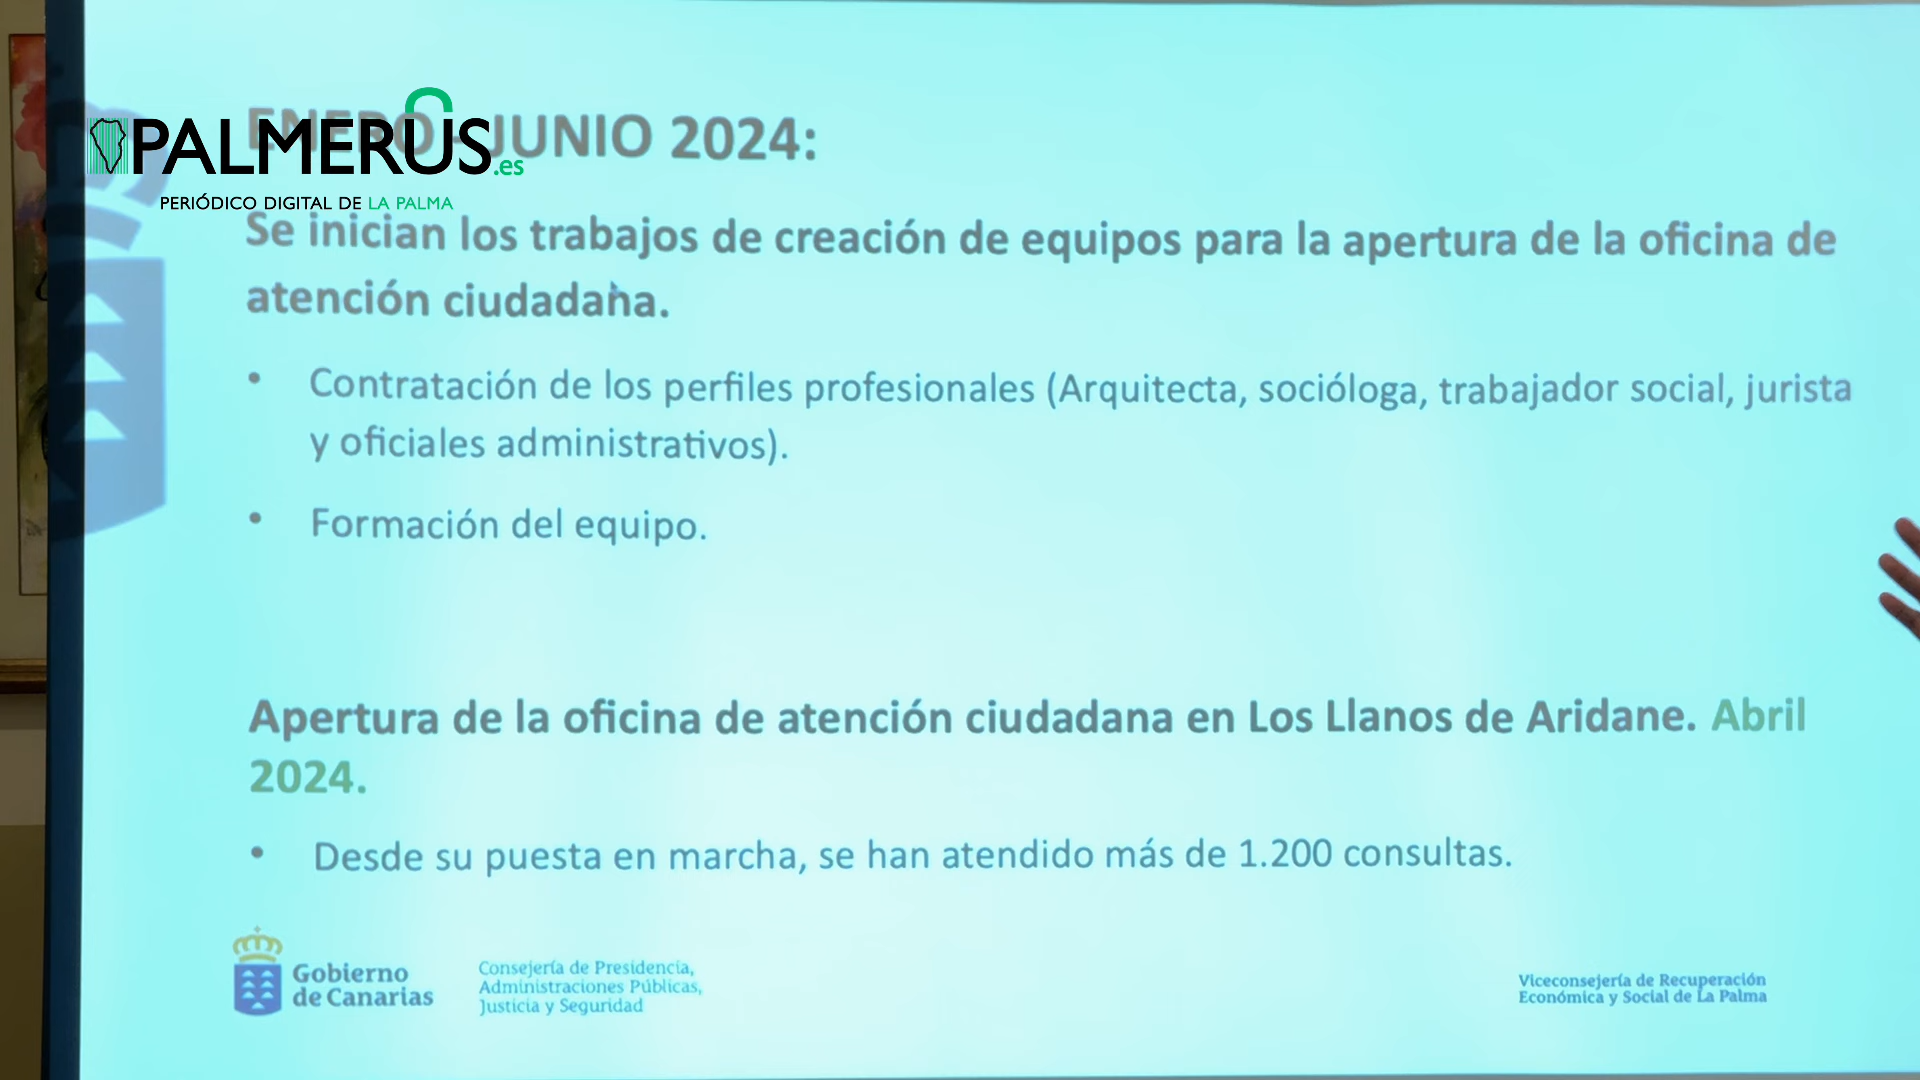 ENERO - JUNIO 2024:
PALMERUS.es
PERIÓDICO DIGITAL DE LA PALMA
Se inician los trabajos de creación de equipos para la apertura de la oficina de
atención ciudadana.
• Contratación de los perfiles profesionales (Arquitecta, socióloga, trabajador social, jurista
y oficiales administrativos).
• Formación del equipo.
Apertura de la oficina de atención ciudadana en Los Llanos de Aridane. Abril
2024.
• Desde su puesta en marcha, se han atendido más de 1.200 consultas.
Gobierno
de Canarias
Consejería de Presidencia,
Administraciones Públicas,
Justicia y Seguridad
Viceconsejería de Recuperación
Económica y Social de La Palma